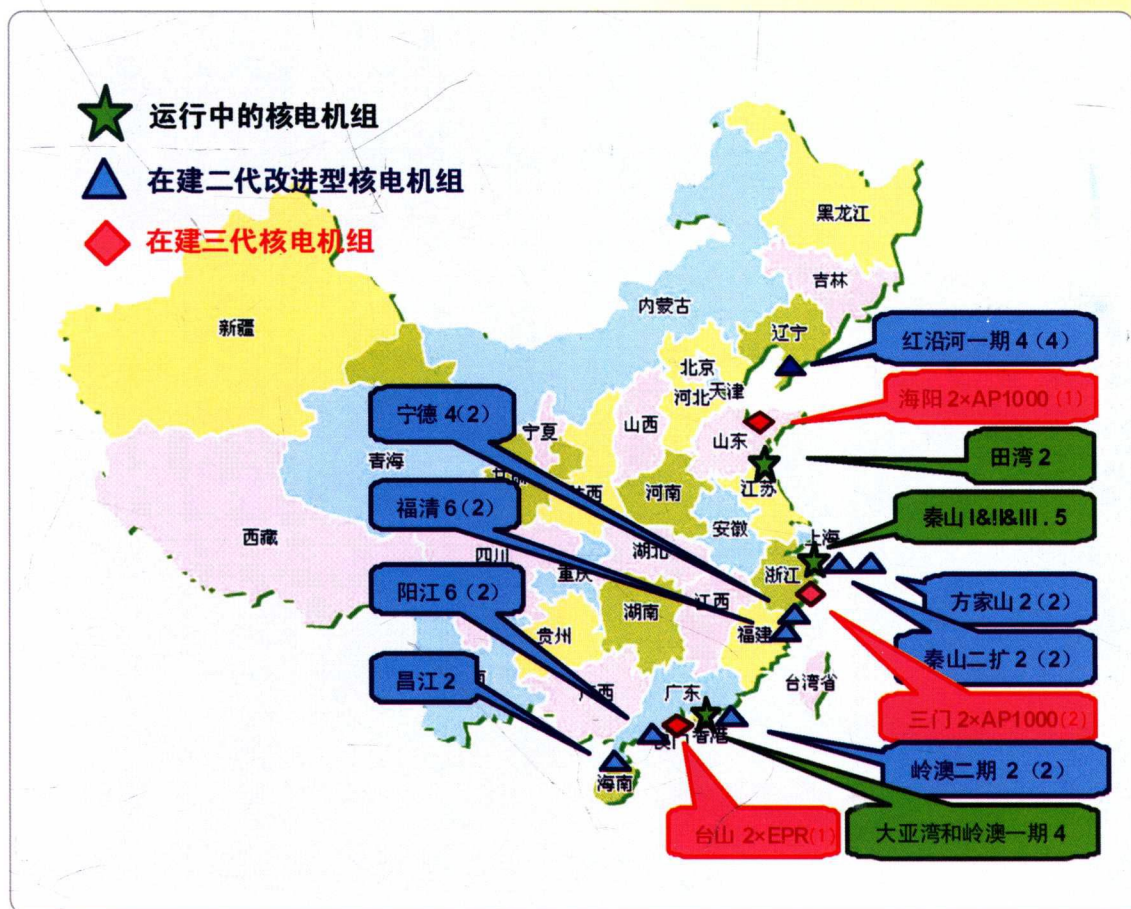 运行中的核电机组
在建二代改进型核电机组
在建三代核电机组
黑龙江
吉林
内蒙古
新疆
辽宁
红沿河一期 4（4）
北京
天津
河北
海阳 2×AP1000（1）
宁德 4(2)
宁夏
山西
山东
青海
田湾 2
江苏
河南
福清 6（2）
秦山 I&II&III . 5
安徽
上海
西藏
四川
湖北
重庆
浙江
阳江 6（2）
方家山 2（2）
湖南
江西
贵州
福建
秦山二扩 2（2）
昌江 2
台湾省
广西
广东
三门 2×AP1000(2)
澳门
香港
岭澳二期 2（2）
海南
台山 2×EPR(1)
大亚湾和岭澳一期 4